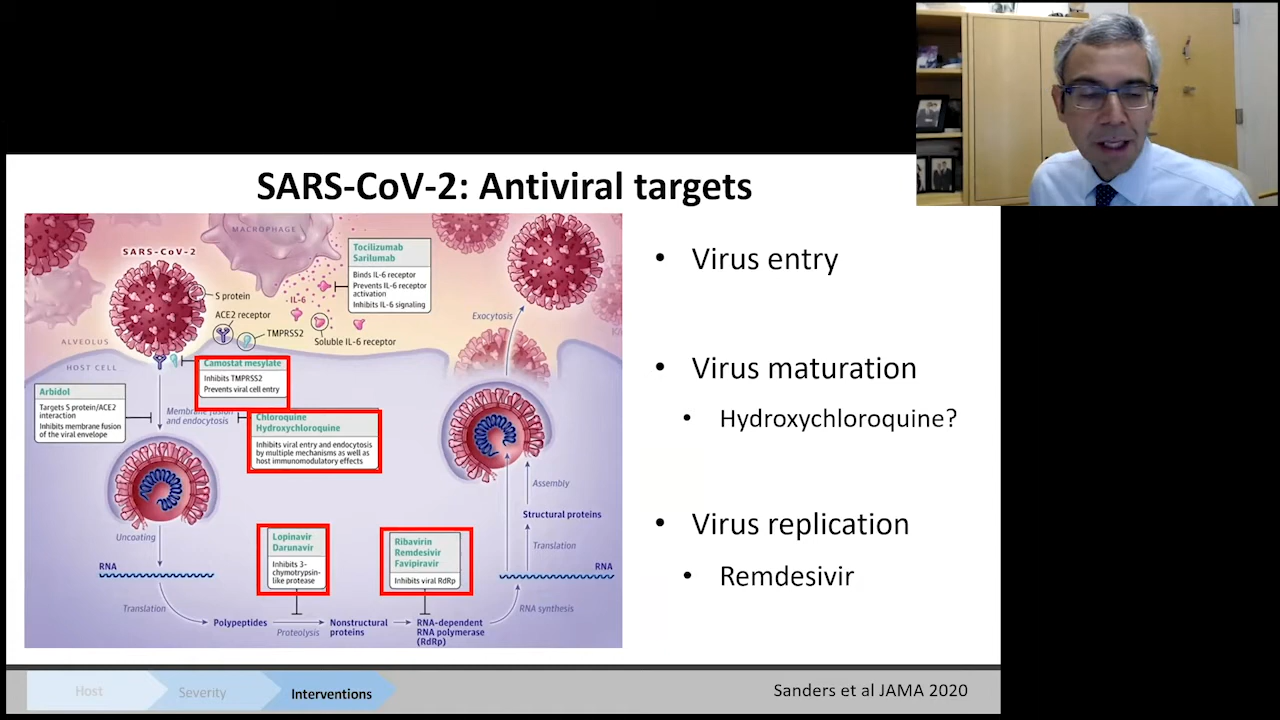 SARS-CoV-2: Antiviral targets
MACROPHAGE
SARS-CoV-2
Tocilizumab
Sarilumab
Binds IL-6 receptor
Prevents IL-6 receptor
activation
Inhibits IL-6 signaling
S protein
IL-6
ACE2 receptor
TMPRSS2
Soluble IL-6 receptor
Exocytosis
ALVEOLUS
HOST CELL
Camostat mesylate
Inhibits TMPRSS2
Prevents viral cell entry
Arbidol
Targets S protein/ACE2
interaction
Inhibits membrane fusion
of the viral envelope
Membrane fusion
and endocytosis
Chloroquine
Hydroxychloroquine
Inhibits viral entry and endocytosis
by multiple mechanisms as well as
host immunomodulatory effects
Assembly
Structural proteins
Translation
Uncoating
RNA
Lopinavir
Darunavir
Inhibits 3-
chymotrypsin-
like protease
Ribavirin
Remdesivir
Favipiravir
Inhibits viral RdRp
RNA
RNA synthesis
Translation
Polypeptides
Proteolysis
Nonstructural
proteins
RNA-dependent
RNA polymerase
(RdRp)
• Virus entry
• Virus maturation
• Hydroxychloroquine?
• Virus replication
• Remdesivir
Host
Severity
Interventions
Sanders et al JAMA 2020